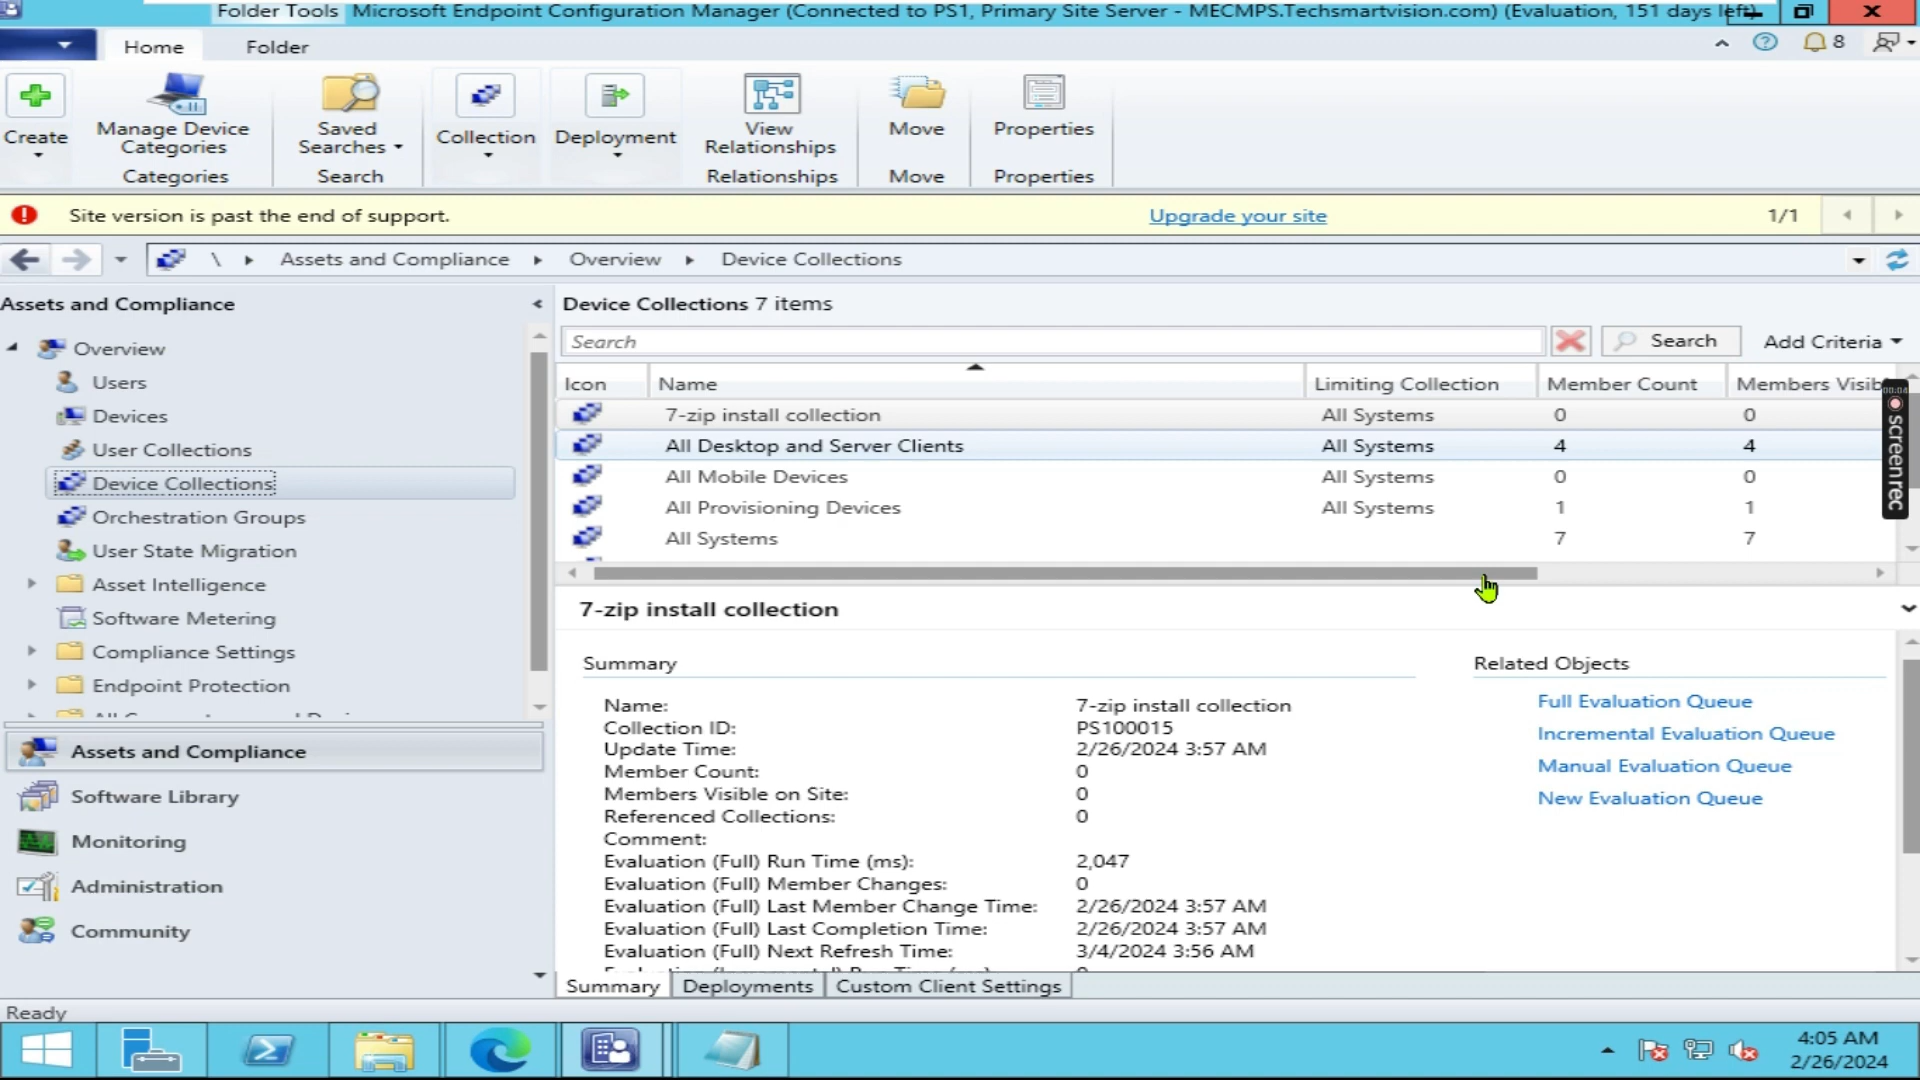 Folder Tools Microsoft Endpoint Configuration Manager (Connected to PS1, Primary Site Server - MECMPS.Techsmartvision.com) (Evaluation, 151 days left)
Home Folder
8
Create
Manage Device Categories
Saved Searches
Collection
Deployment
View Relationships
Move
Properties
Categories Search Relationships Move Properties
Site version is past the end of support. Upgrade your site 1/1
\ Assets and Compliance Overview Device Collections
Assets and Compliance
Overview
Users
Devices
User Collections
Device Collections
Orchestration Groups
User State Migration
Asset Intelligence
Software Metering
Compliance Settings
Endpoint Protection
Assets and Compliance
Software Library
Monitoring
Administration
Community
Device Collections 7 items
Search Search Add Criteria
Icon Name Limiting Collection Member Count Members Visib
7-zip install collection All Systems 0 0
All Desktop and Server Clients All Systems 4 4
All Mobile Devices All Systems 0 0
All Provisioning Devices All Systems 1 1
All Systems 7 7
00:04
screenrec
7-zip install collection
Summary
Name: 7-zip install collection
Collection ID: PS100015
Update Time: 2/26/2024 3:57 AM
Member Count: 0
Members Visible on Site: 0
Referenced Collections: 0
Comment:
Evaluation (Full) Run Time (ms): 2,047
Evaluation (Full) Member Changes: 0
Evaluation (Full) Last Member Change Time: 2/26/2024 3:57 AM
Evaluation (Full) Last Completion Time: 2/26/2024 3:57 AM
Evaluation (Full) Next Refresh Time: 3/4/2024 3:56 AM
Related Objects
Full Evaluation Queue
Incremental Evaluation Queue
Manual Evaluation Queue
New Evaluation Queue
Summary Deployments Custom Client Settings
Ready
4:05 AM
2/26/2024